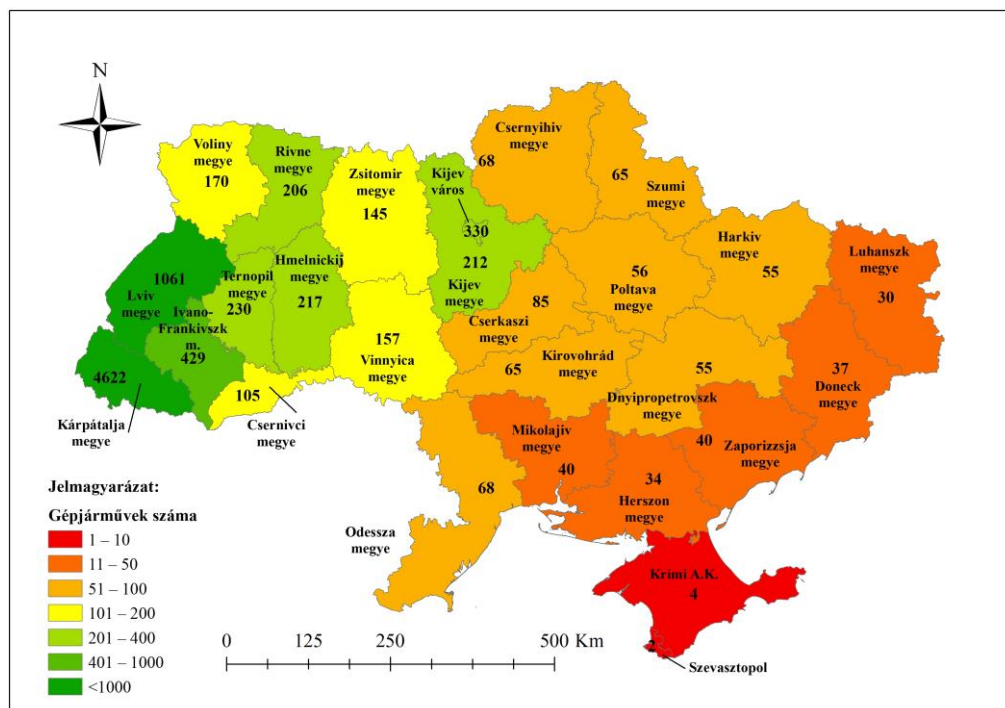 N
Voliny
megye
170
Rivne
megye
206
Zsitomir
megye
145
Kijev
város
330
212
Kijev
megye
Csernyihiv
68 megye
65
Szumi
megye
Harkiv
megye
55
Luhanszk
megye
30
1061
Lviv
megye
Ternopil
megye
230
Hmelnickij
megye
217
Ivano-
Frankivszk
m.
429
4622
Kárpátalja
megye
105
Csernivci
megye
157
Vinnyica
megye
85
Cserkaszi
megye
56
Poltava
megye
65
Kirovohrád
megye
55
Dnyipropetrovszk
megye
37
Doneck
megye
Mikolajiv
megye
40
40
Zaporizzsja
megye
34
Herszon
megye
68
Odessza
megye
Krími A.K.
4
2
Szevasztopol
Jelmagyarázat:
Gépjárművek száma
1 – 10
11 – 50
51 – 100
101 – 200
201 – 400
401 – 1000
<1000
0 125 250 500 Km